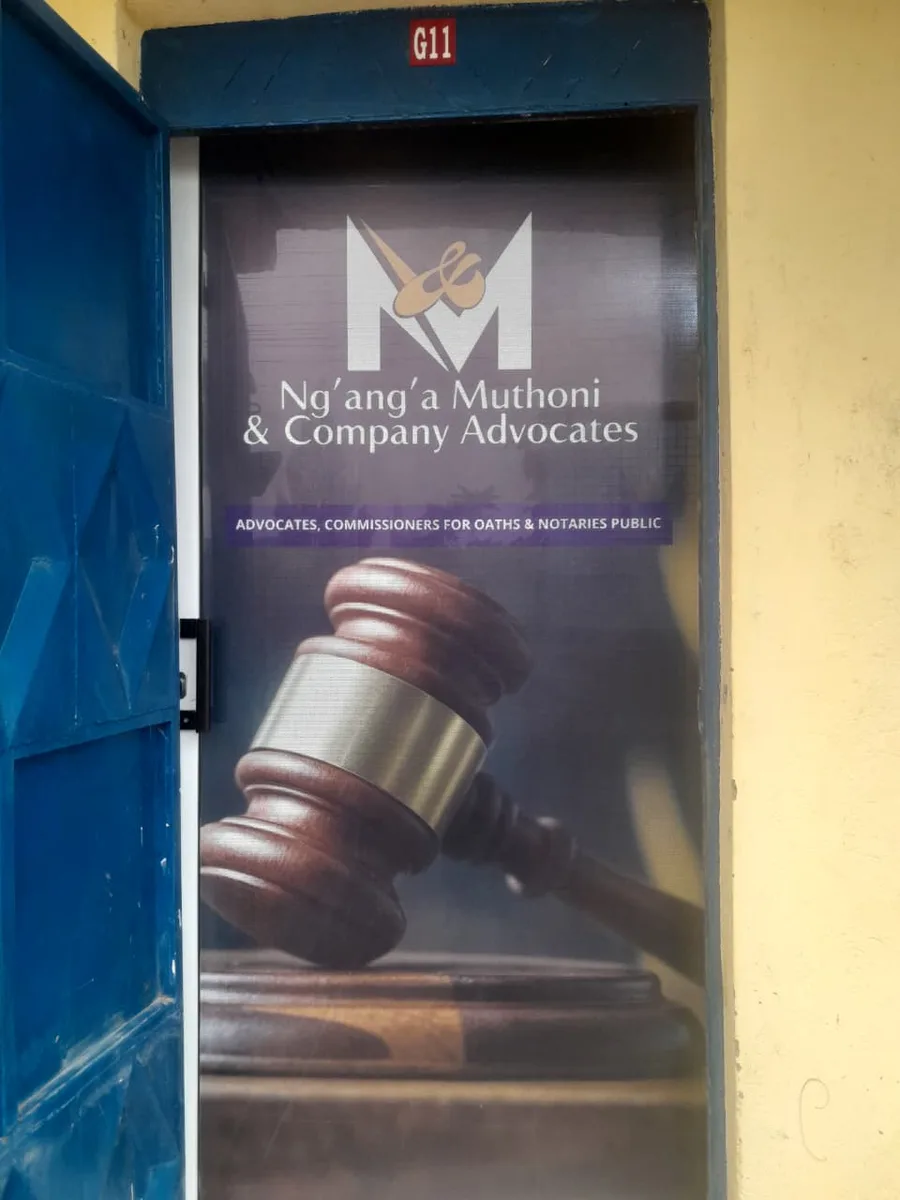 G11
M&M
Ng'ang'a Muthoni
& Company Advocates
ADVOCATES, COMMISSIONERS FOR OATHS & NOTARIES PUBLIC